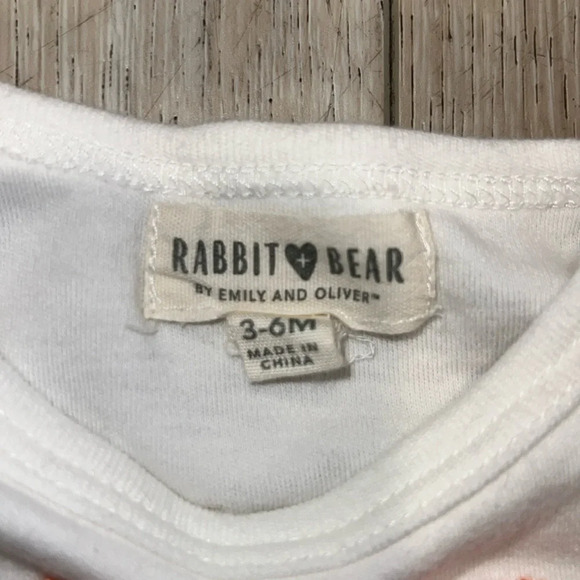 RABBIT + BEAR
BY EMILY AND OLIVER™
3-6M
MADE IN
CHINA